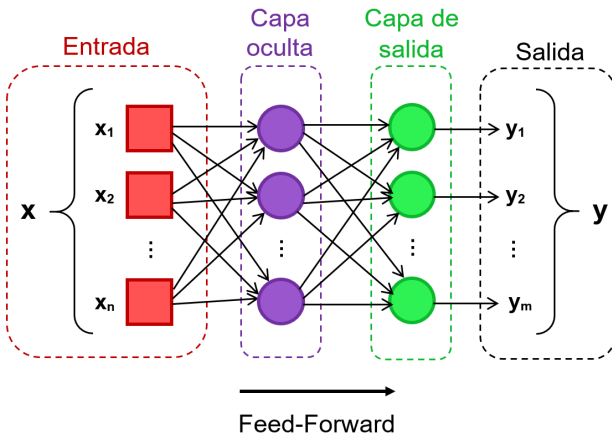 Entrada
Capa
oculta
Capa de
salida
Salida
x
x₁
x₂
⋮
xₙ
⋮
⋮
y₁
y₂
⋮
yₘ
y
Feed-Forward